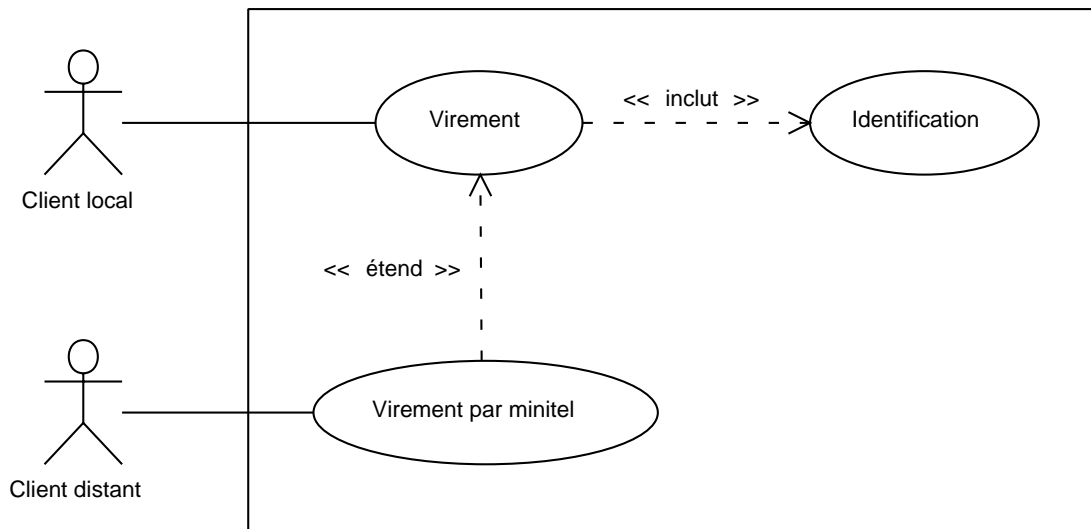 << inclut >>
Virement
Identification
Client local
<< étend >>
Virement par minitel
Client distant